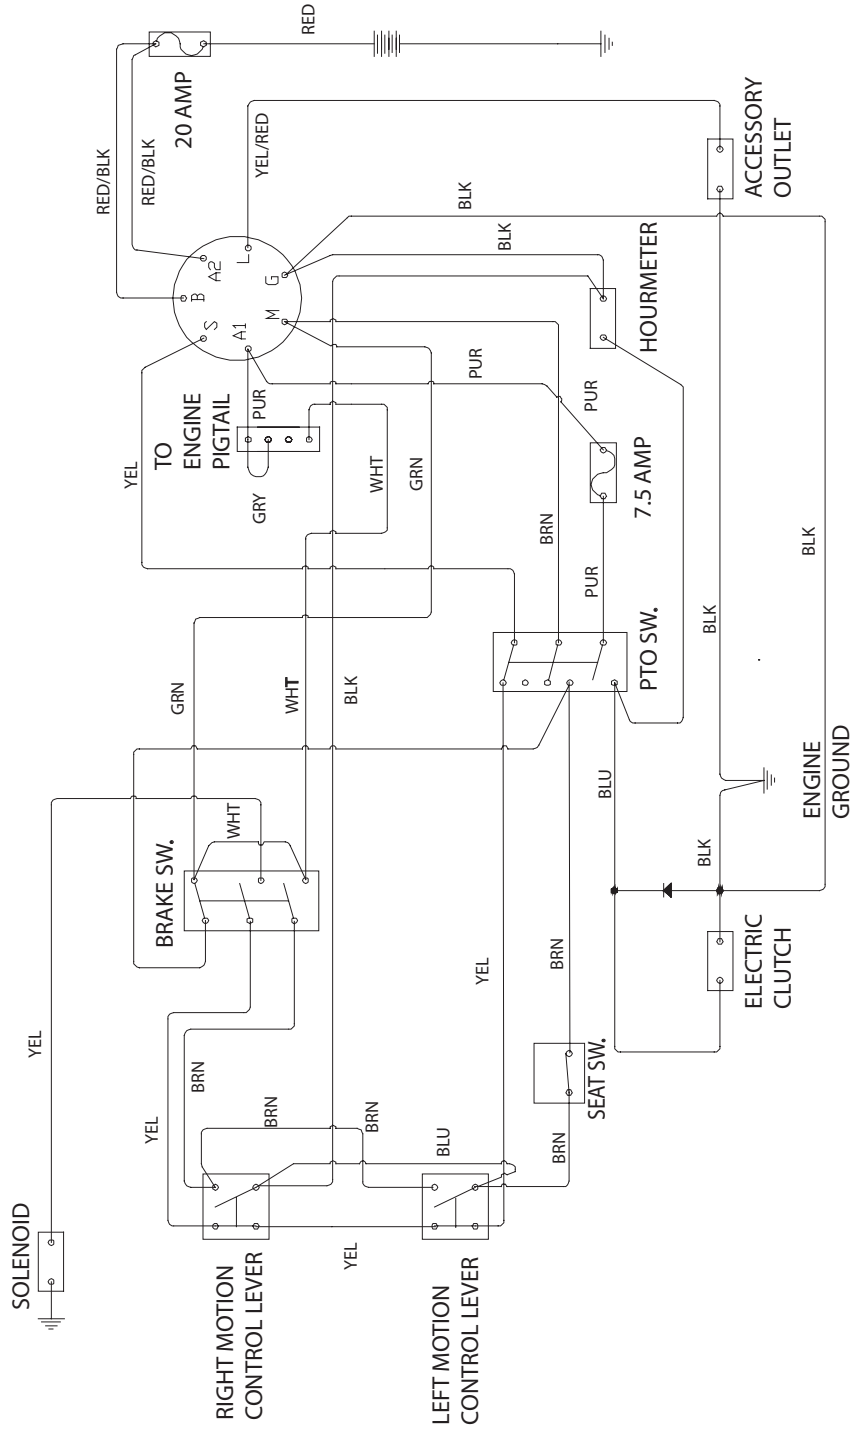 RED
20 AMP
RED/BLK
RED/BLK
YEL/RED
ACCESSORY
OUTLET
BLK
BLK
B
A2
L
S
A1
G
M
HOURMETER
PUR
PUR
PUR
TO
ENGINE
PIGTAIL
YEL
GRY
WHT
GRN
7.5 AMP
BRN
PUR
BLK
BLK
PTO SW.
GRN
WHT
BLK
BLU
ENGINE
GROUND
WHT
BRAKE SW.
BLK
ELECTRIC
CLUTCH
YEL
YEL
BRN
SEAT SW.
BRN
YEL
BRN
BRN
BRN
BLU
YEL
SOLENOID
RIGHT MOTION
CONTROL LEVER
LEFT MOTION
CONTROL LEVER